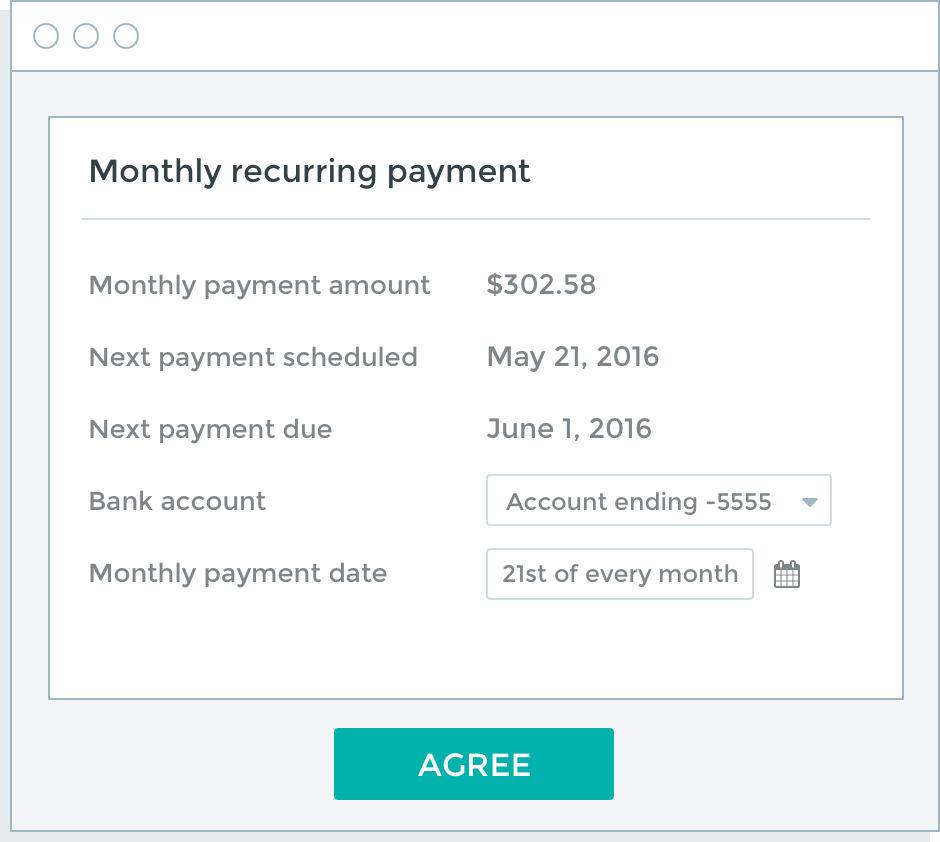 Monthly recurring payment
Monthly payment amount $302.58
Next payment scheduled May 21, 2016
Next payment due June 1, 2016
Bank account Account ending -5555
Monthly payment date 21st of every month
AGREE